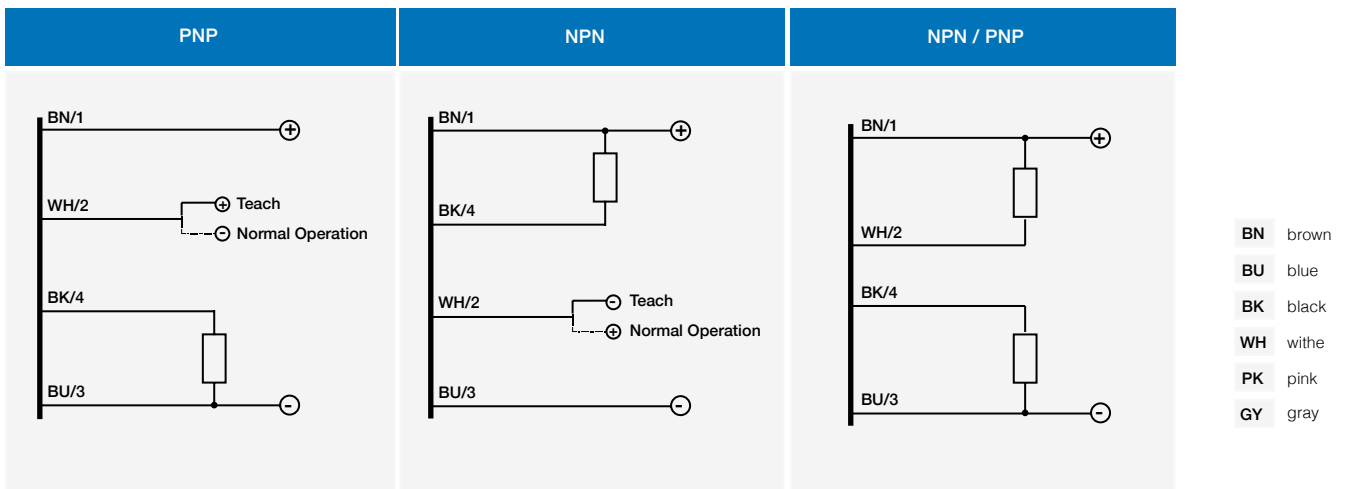 PNP
BN/1
+
WH/2
+ Teach
- Normal Operation
BK/4
BU/3
-
NPN
BN/1
+
BK/4
WH/2
- Teach
+ Normal Operation
BU/3
-
NPN / PNP
BN/1
+
WH/2
BK/4
BU/3
-
BN brown
BU blue
BK black
WH withe
PK pink
GY gray